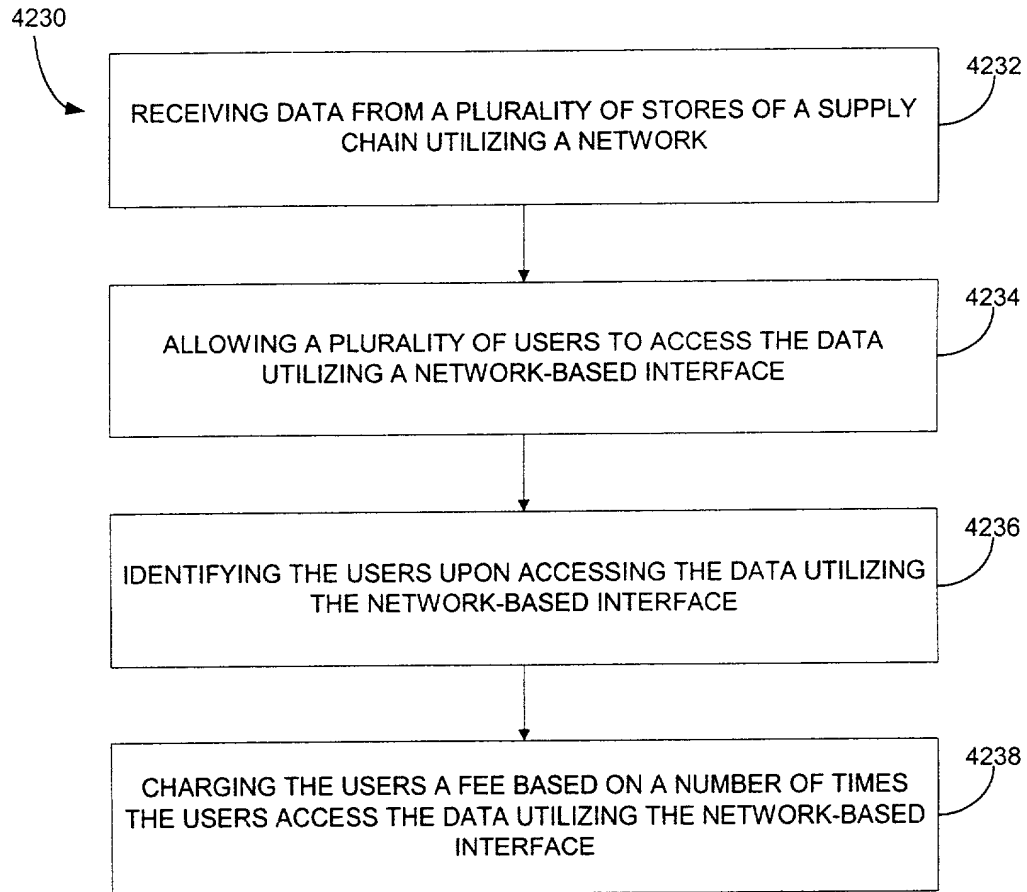 4230
4232
RECEIVING DATA FROM A PLURALITY OF STORES OF A SUPPLY
CHAIN UTILIZING A NETWORK
4234
ALLOWING A PLURALITY OF USERS TO ACCESS THE DATA
UTILIZING A NETWORK-BASED INTERFACE
4236
IDENTIFYING THE USERS UPON ACCESSING THE DATA UTILIZING
THE NETWORK-BASED INTERFACE
4238
CHARGING THE USERS A FEE BASED ON A NUMBER OF TIMES
THE USERS ACCESS THE DATA UTILIZING THE NETWORK-BASED
INTERFACE